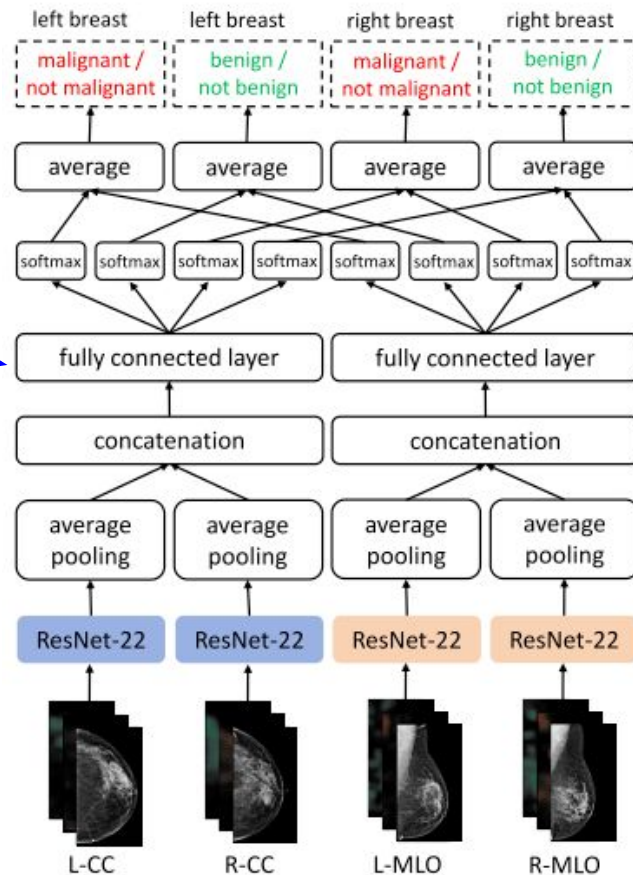 left breast left breast right breast right breast
malignant / benign / malignant / benign /
not malignant not benign not malignant not benign
average average average average
softmax softmax softmax softmax softmax softmax softmax softmax
fully connected layer fully connected layer
concatenation concatenation
average average average average
pooling pooling pooling pooling
ResNet-22 ResNet-22 ResNet-22 ResNet-22
L-CC R-CC L-MLO R-MLO